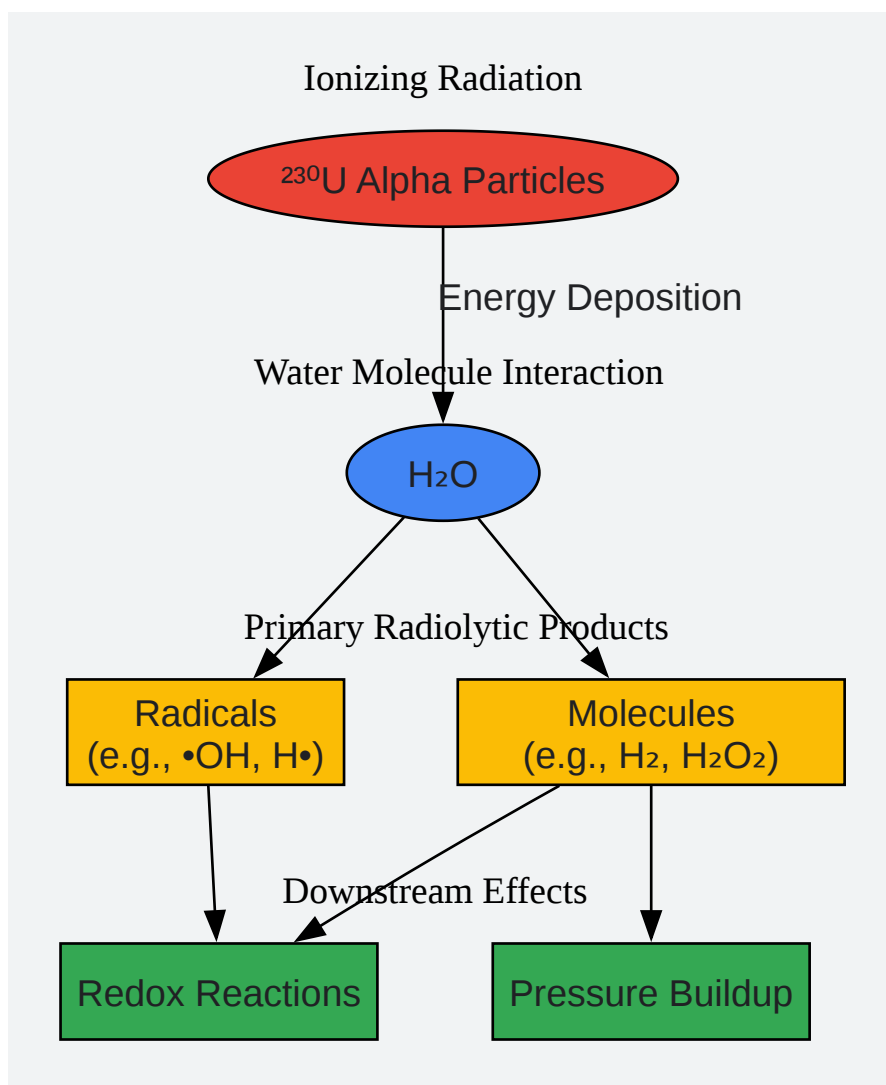 Ionizing Radiation
²³⁰U Alpha Particles
Energy Deposition
Water Molecule Interaction
H₂O
Primary Radiolytic Products
Radicals
(e.g., •OH, H•)
Molecules
(e.g., H₂, H₂O₂)
Downstream Effects
Redox Reactions
Pressure Buildup